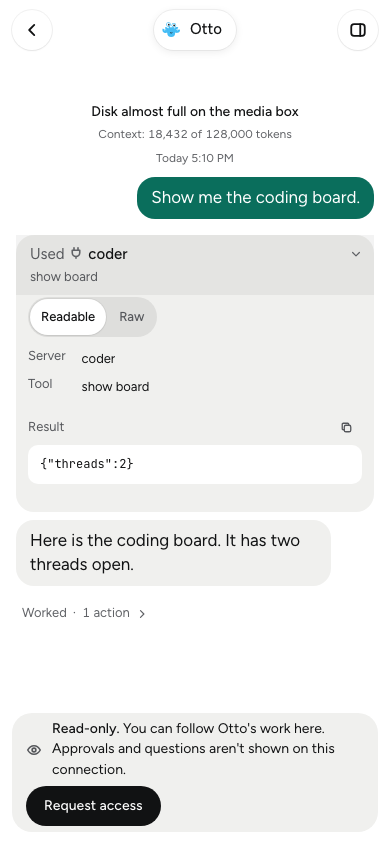 Otto
Disk almost full on the media box
Context: 18,432 of 128,000 tokens
Today 5:10 PM
Show me the coding board.
Used coder
show board
Readable Raw
Server coder
Tool show board
Result
{"threads":2}
Here is the coding board. It has two
threads open.
Worked · 1 action
Read-only. You can follow Otto's work here.
Approvals and questions aren't shown on this
connection.
Request access